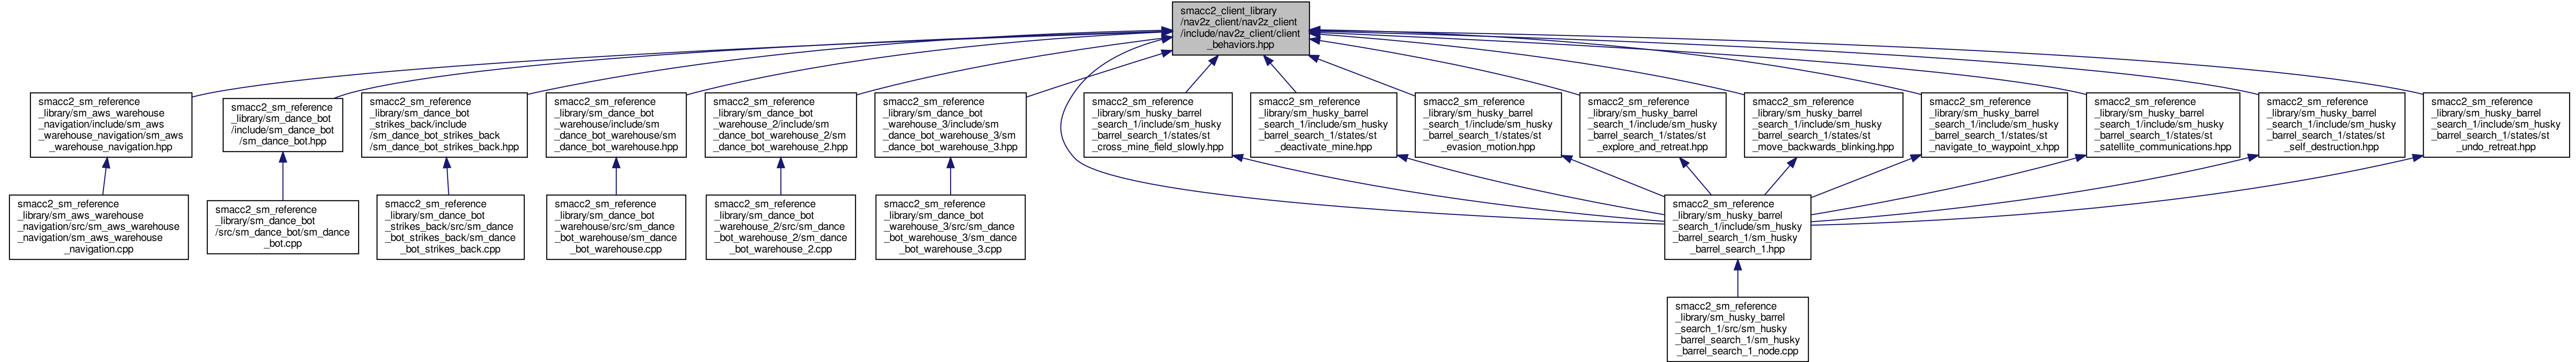 smacc2_client_library
/nav2z_client/nav2z_client
/include/nav2z_client/client
_behaviors.hpp
smacc2_sm_reference
_library/sm_aws_warehouse
_navigation/include/sm_aws
_warehouse_navigation/sm_aws
_warehouse_navigation.hpp
smacc2_sm_reference
_library/sm_dance_bot
/include/sm_dance_bot
/sm_dance_bot.hpp
smacc2_sm_reference
_library/sm_dance_bot
_strikes_back/include
/sm_dance_bot_strikes_back
/sm_dance_bot_strikes_back.hpp
smacc2_sm_reference
_library/sm_dance_bot
_warehouse/include/sm
_dance_bot_warehouse/sm
_dance_bot_warehouse.hpp
smacc2_sm_reference
_library/sm_dance_bot
_warehouse_2/include/sm
_dance_bot_warehouse_2/sm
_dance_bot_warehouse_2.hpp
smacc2_sm_reference
_library/sm_dance_bot
_warehouse_3/include/sm
_dance_bot_warehouse_3/sm
_dance_bot_warehouse_3.hpp
smacc2_sm_reference
_library/sm_husky_barrel
_search_1/include/sm_husky
_barrel_search_1/states/st
_cross_mine_field_slowly.hpp
smacc2_sm_reference
_library/sm_husky_barrel
_search_1/include/sm_husky
_barrel_search_1/states/st
_deactivate_mine.hpp
smacc2_sm_reference
_library/sm_husky_barrel
_search_1/include/sm_husky
_barrel_search_1/states/st
_evasion_motion.hpp
smacc2_sm_reference
_library/sm_husky_barrel
_search_1/include/sm_husky
_barrel_search_1/states/st
_explore_and_retreat.hpp
smacc2_sm_reference
_library/sm_husky_barrel
_search_1/include/sm_husky
_barrel_search_1/states/st
_move_backwards_blinking.hpp
smacc2_sm_reference
_library/sm_husky_barrel
_search_1/include/sm_husky
_barrel_search_1/states/st
_navigate_to_waypoint_x.hpp
smacc2_sm_reference
_library/sm_husky_barrel
_search_1/include/sm_husky
_barrel_search_1/states/st
_satellite_communications.hpp
smacc2_sm_reference
_library/sm_husky_barrel
_search_1/include/sm_husky
_barrel_search_1/states/st
_self_destruction.hpp
smacc2_sm_reference
_library/sm_husky_barrel
_search_1/include/sm_husky
_barrel_search_1/states/st
_undo_retreat.hpp
smacc2_sm_reference
_library/sm_aws_warehouse
_navigation/src/sm_aws_warehouse
_navigation/sm_aws_warehouse
_navigation.cpp
smacc2_sm_reference
_library/sm_dance_bot
/src/sm_dance_bot/sm_dance
_bot.cpp
smacc2_sm_reference
_library/sm_dance_bot
_strikes_back/src/sm_dance
_bot_strikes_back/sm_dance
_bot_strikes_back.cpp
smacc2_sm_reference
_library/sm_dance_bot
_warehouse/src/sm_dance
_bot_warehouse/sm_dance
_bot_warehouse.cpp
smacc2_sm_reference
_library/sm_dance_bot
_warehouse_2/src/sm_dance
_bot_warehouse_2/sm_dance
_bot_warehouse_2.cpp
smacc2_sm_reference
_library/sm_dance_bot
_warehouse_3/src/sm_dance
_bot_warehouse_3/sm_dance
_bot_warehouse_3.cpp
smacc2_sm_reference
_library/sm_husky_barrel
_search_1/include/sm_husky
_barrel_search_1/sm_husky
_barrel_search_1.hpp
smacc2_sm_reference
_library/sm_husky_barrel
_search_1/src/sm_husky
_barrel_search_1/sm_husky
_barrel_search_1_node.cpp